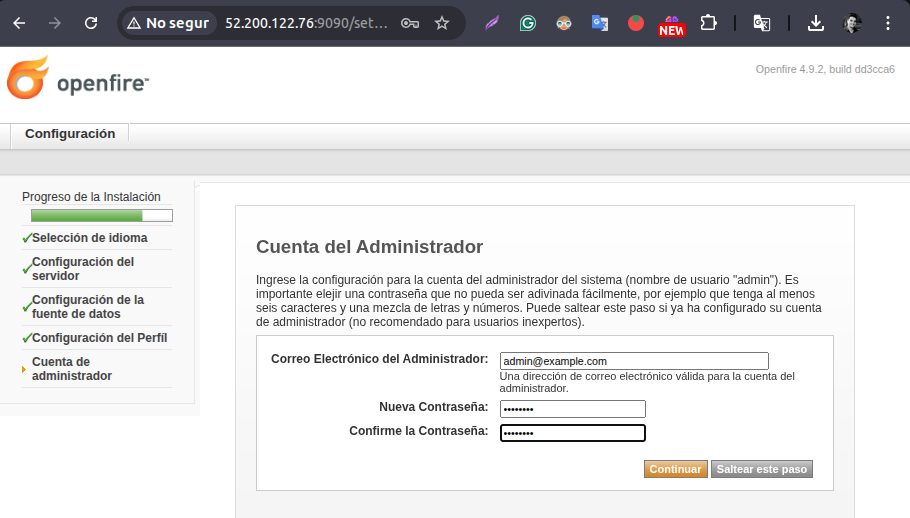 No segur
52.200.122.76:9090/set…
NEW
openfire™
Openfire 4.9.2, build dd3cca6
Configuración
Progreso de la Instalación
Selección de idioma
Configuración del
servidor
Configuración de la
fuente de datos
Configuración del Perfíl
Cuenta de
administrador
Cuenta del Administrador
Ingrese la configuración para la cuenta del administrador del sistema (nombre de usuario "admin"). Es
importante elejir una contraseña que no pueda ser adivinada fácilmente, por ejemplo que tenga al menos
seis caracteres y una mezcla de letras y números. Puede saltear este paso si ya ha configurado su cuenta
de administrador (no recomendado para usuarios inexpertos).
Correo Electrónico del Administrador:
admin@example.com
Una dirección de correo electrónico válida para la cuenta del
administrador.
Nueva Contraseña:
••••••••
Confirme la Contraseña:
••••••••
Continuar
Saltear este paso